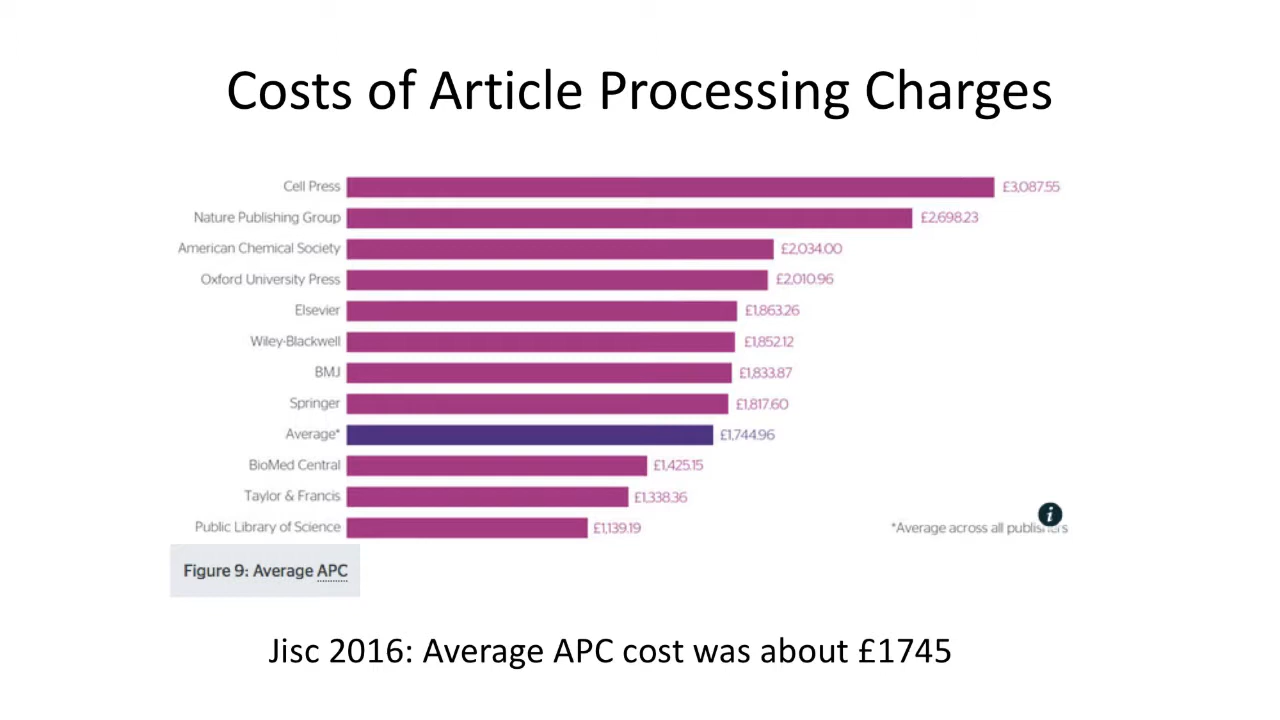 Costs of Article Processing Charges
Cell Press £3,087.55
Nature Publishing Group £2,698.23
American Chemical Society £2,034.00
Oxford University Press £2,010.96
Elsevier £1,863.26
Wiley-Blackwell £1,852.12
BMJ £1,833.87
Springer £1,817.60
Average* £1,744.96
BioMed Central £1,425.15
Taylor & Francis £1,338.36
Public Library of Science £1,139.19
i
*Average across all publishers
Figure 9: Average APC
Jisc 2016: Average APC cost was about £1745